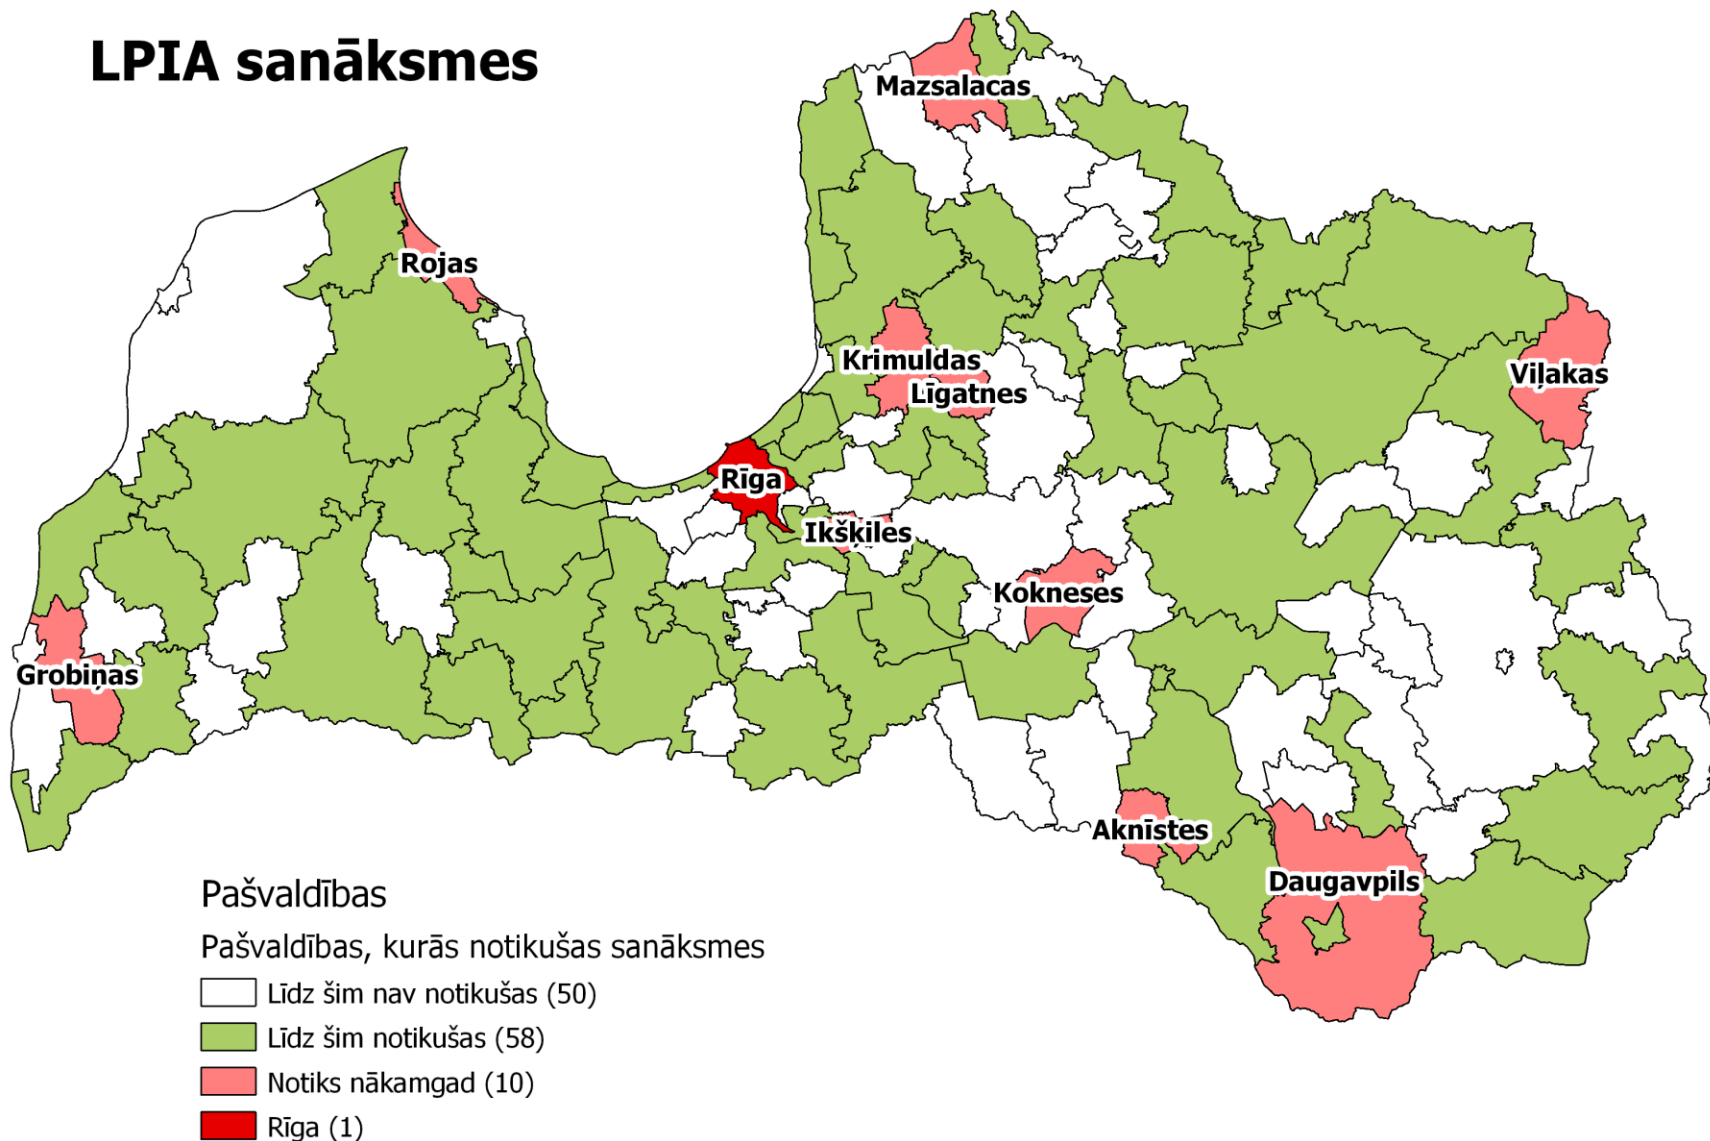 LPIA sanāksmes
Mazsalacas
Rojas
Krimuldas
Līgatnes
Viļakas
Rīga
Ikšķiles
Kokneses
Grobiņas
Aknīstes
Daugavpils
Pašvaldības
Pašvaldības, kurās notikušas sanāksmes
Līdz šim nav notikušas (50)
Līdz šim notikušas (58)
Notiks nākamgad (10)
Rīga (1)